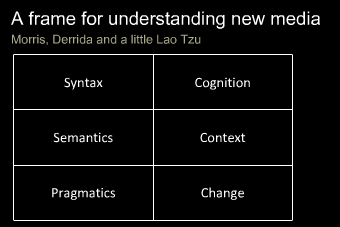 A frame for understanding new media
Morris, Derrida and a little Lao Tzu
Syntax Cognition
Semantics Context
Pragmatics Change